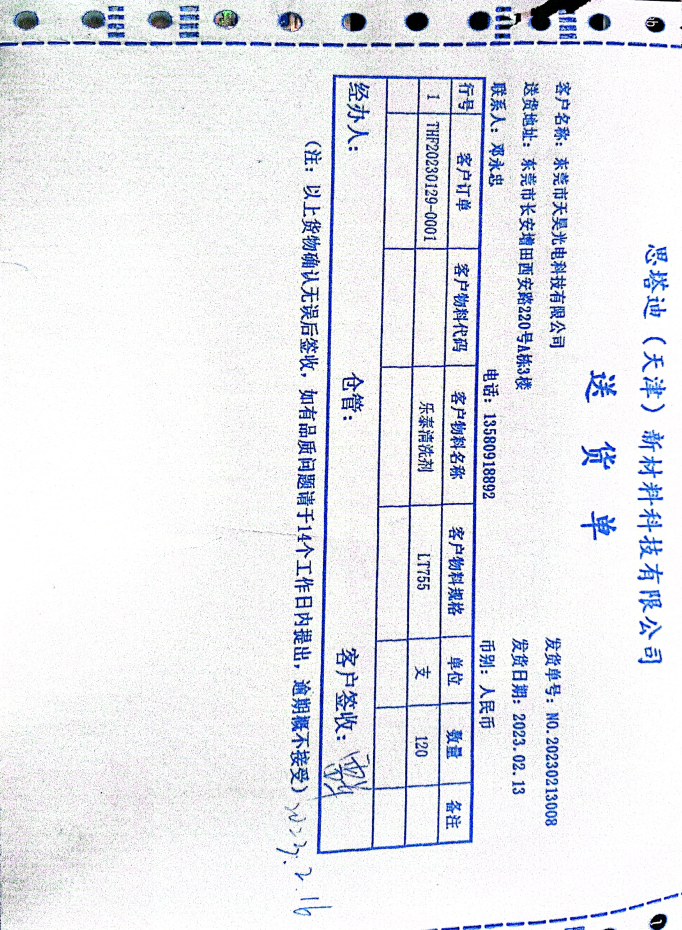 思塔迪（天津）新材料科技有限公司
送 货 单
客户名称：东莞市天昊光电科技有限公司 发货单号：NO.20230213008
送货地址：东莞市长安增田西安路220号A栋3楼 发货日期：2023.02.13
联系人：邓永忠 电话：13580918892 币别：人民币
行号 客户订单 客户物料代码 客户物料名称 客户物料规格 单位 数量 备注
1 THF20230129-0001 乐泰清洗剂 LT755 支 120
经办人： 仓管： 客户签收：
（注：以上货物确认无误后签收，如有品质问题请于14个工作日内提出，逾期概不接受） 2023.2.16